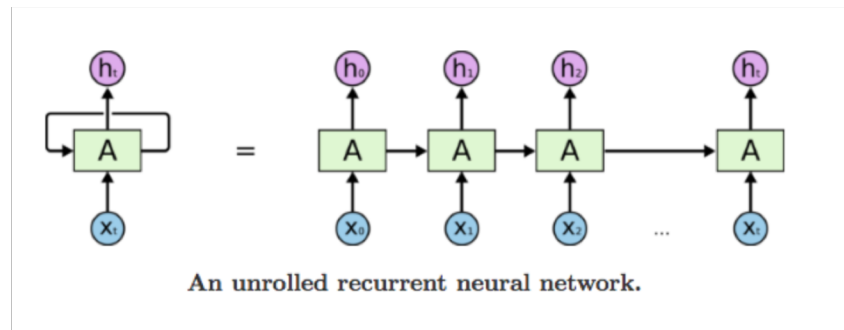 hₜ h₀ h₁ h₂ hₜ
A = A A A A
xₜ x₀ x₁ x₂ ... xₜ
An unrolled recurrent neural network.